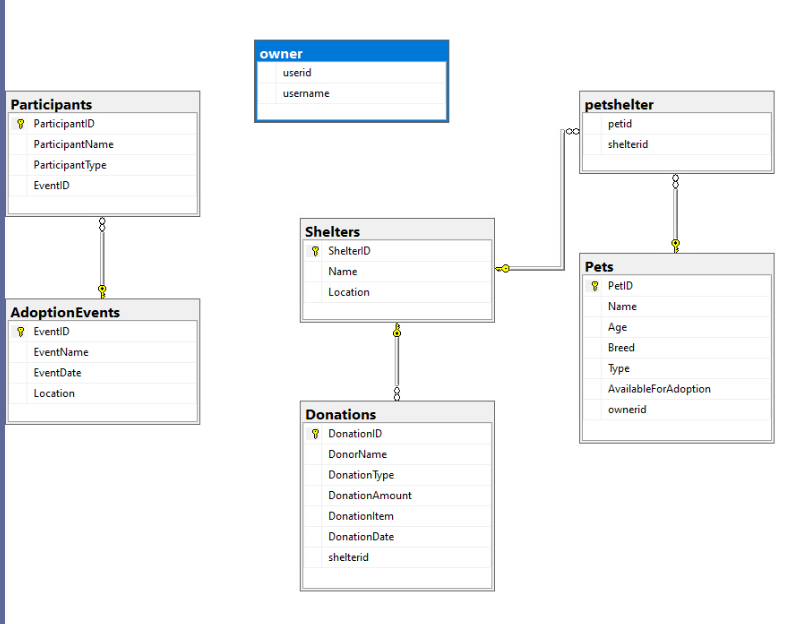 owner
userid
username
Participants
ParticipantID
ParticipantName
ParticipantType
EventID
petshelter
petid
shelterid
Shelters
ShelterID
Name
Location
Pets
PetID
Name
Age
Breed
Type
AvailableForAdoption
ownerid
AdoptionEvents
EventID
EventName
EventDate
Location
Donations
DonationID
DonorName
DonationType
DonationAmount
DonationItem
DonationDate
shelterid